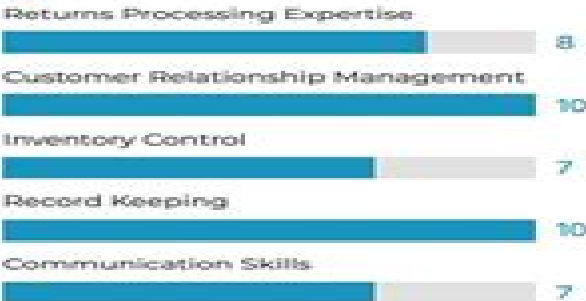 Returns Processing Expertise
8
Customer Relationship Management
10
Inventory Control
7
Record Keeping
10
Communication Skills
7